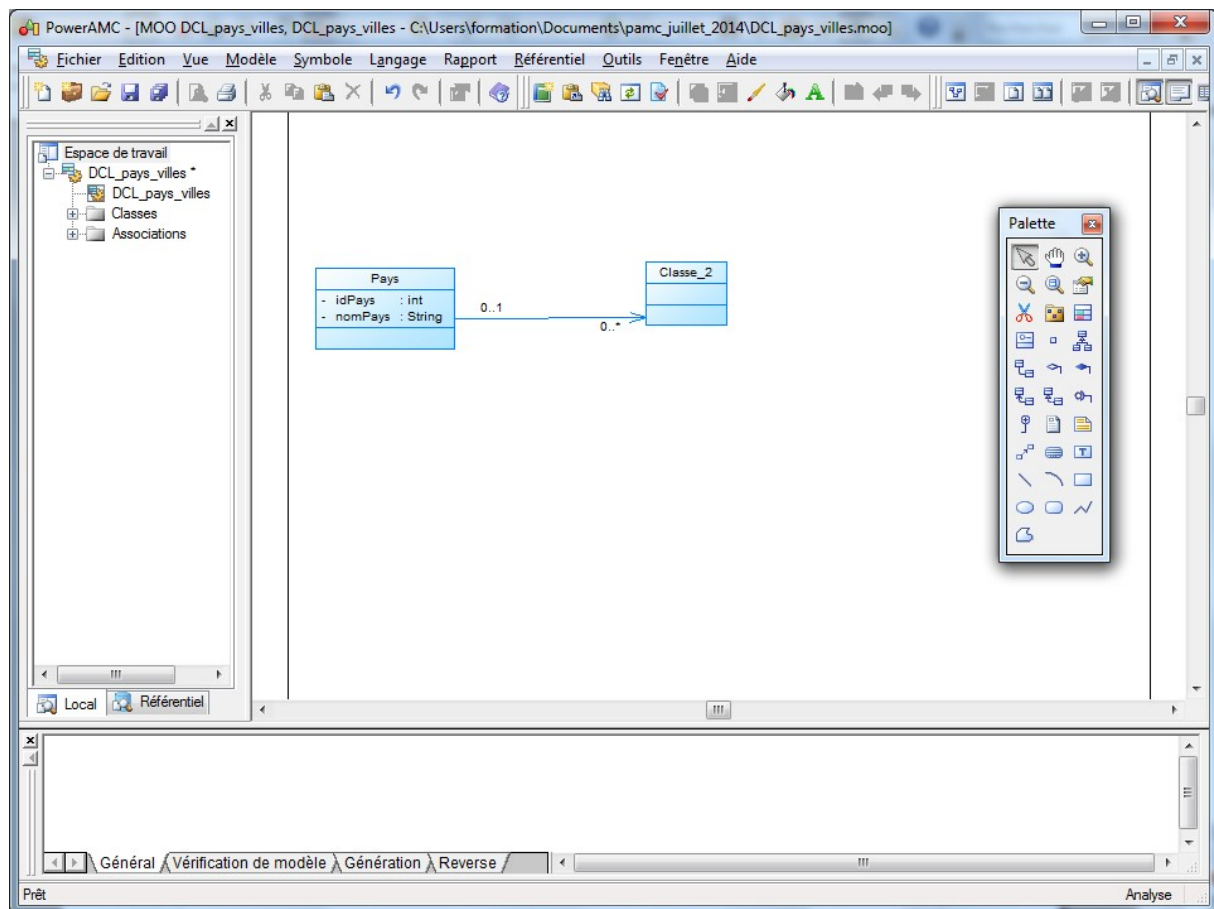 PowerAMC - [MOO DCL_pays_villes, DCL_pays_villes - C:\Users\formation\Documents\pamc_juillet_2014\DCL_pays_villes.moo]
Fichier Edition Vue Modèle Symbole Langage Rapport Référentiel Outils Fenêtre Aide
Espace de travail
DCL_pays_villes *
DCL_pays_villes
Classes
Associations
Pays
- idPays : int
- nomPays : String
0..1
0..*
Classe_2
Palette
Local Référentiel
Général Vérification de modèle Génération Reverse
Prêt
Analyse